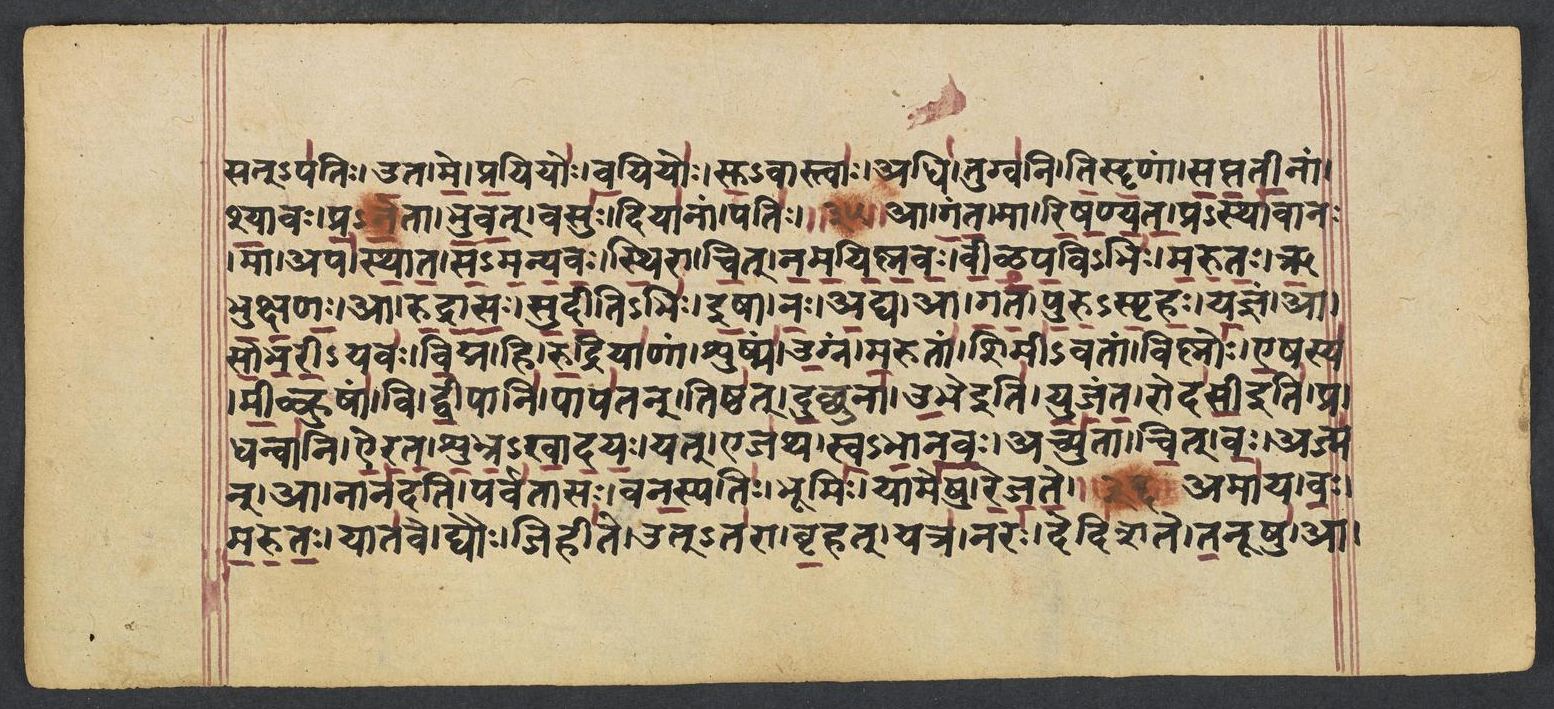 सत्ऽपतिः।उत।मे।प्रयियोः।वयियोः।सुऽवास्त्वाः।अधि।तुग्वनि।तिसॄणां।सप्ततीनां।
श्यावः।प्रऽनेता।भुवत्।वसुः।दियानां।पतिः॥३५॥आ।गंत।मा।रिषण्यत।प्रऽस्थावानः
।मा।अप।स्थात।सऽमन्यवः।स्थिरा।चित्।नमयिष्णवः।वीळुपविऽभिः।मरुतः।ऋ
भुक्षणः।आ।रुद्रासः।सुदीतिऽभिः।इषा।नः।अद्य।आ।गत।पुरुऽस्पृहः।यज्ञं।आ।
सोभरीऽयवः।विद्म।हि।रुद्रियाणां।शुष्मं।उग्रं।मरुतां।शिमीऽवतां।विष्णोः।एषस्य
।मीळ्हुषां।वि।द्वीपानि।पापतन्।तिष्ठत्।दुच्छुना।उभेइति।युजंत।रोदसीइति।प्र।
धन्वानि।ऐरत।शुभ्रऽखादयः।यत्।एजथ।स्वऽभानवः।अच्युता।चित्।वः।अज्म
न्।आ।नानदति।पर्वतासः।वनस्पतिः।भूमिः।यामेषु।रेजते॥३६॥अमाय।वः।
मरुतः।यातवे।द्यौः।जिहीते।उत्ऽतरा।बृहत्।यत्र।नरः।देदिशते।तनूषु।आ।